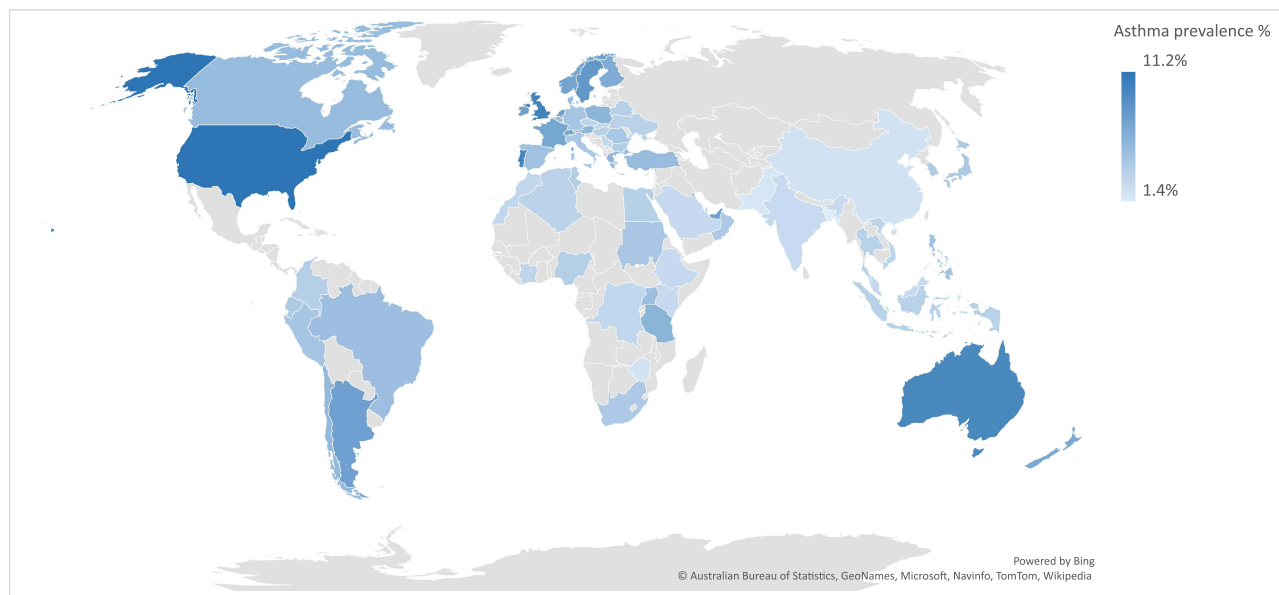 Asthma prevalence %
11.2%
1.4%
Powered by Bing
© Australian Bureau of Statistics, GeoNames, Microsoft, Navinfo, TomTom, Wikipedia